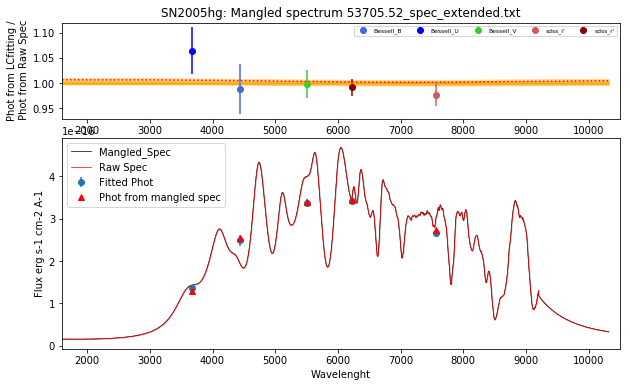 SN2005hg: Mangled spectrum 53705.52_spec_extended.txt
Phot from LCfitting /
Phot from Raw Spec
1.10
1.05
1.00
0.95
Bessell_B
Bessell_U
Bessell_V
sdss_i'
sdss_r'
2000 3000 4000 5000 6000 7000 8000 9000 10000
1e-16
Flux erg s-1 cm-2 A-1
4
3
2
1
0
Mangled_Spec
Raw Spec
Fitted Phot
Phot from mangled spec
2000 3000 4000 5000 6000 7000 8000 9000 10000
Wavelenght